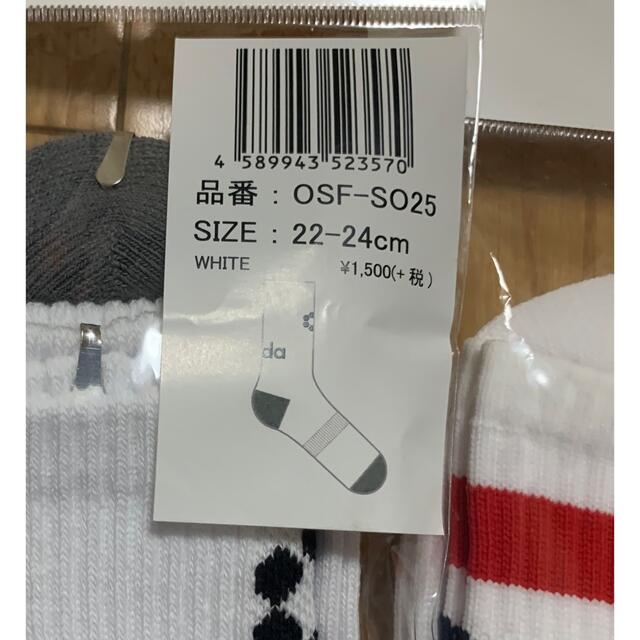 4 589943 523570
品番 : OSF-SO25
SIZE : 22-24cm
WHITE ¥1,500(+税)
da